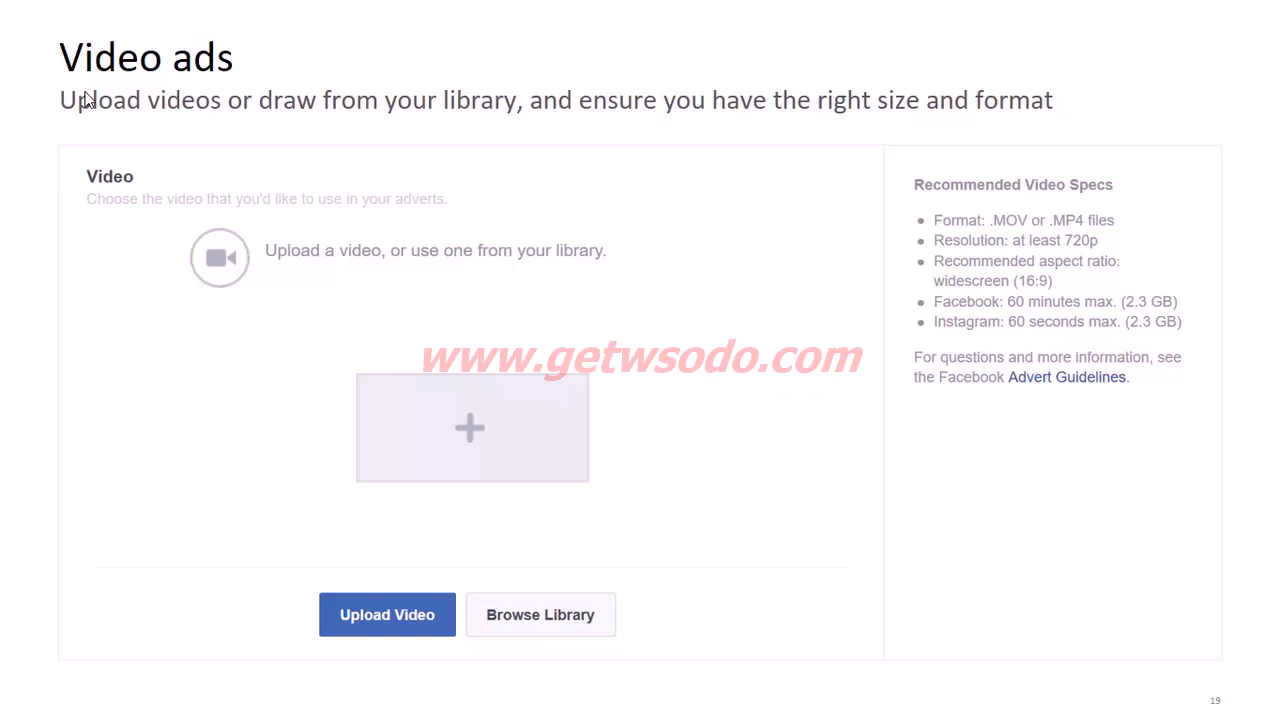 Video ads
Upload videos or draw from your library, and ensure you have the right size and format
Video
Choose the video that you'd like to use in your adverts.
Upload a video, or use one from your library.
www.getwsodo.com
Upload Video
Browse Library
Recommended Video Specs
Format: .MOV or .MP4 files
Resolution: at least 720p
Recommended aspect ratio:
widescreen (16:9)
Facebook: 60 minutes max. (2.3 GB)
Instagram: 60 seconds max. (2.3 GB)
For questions and more information, see
the Facebook Advert Guidelines.
19